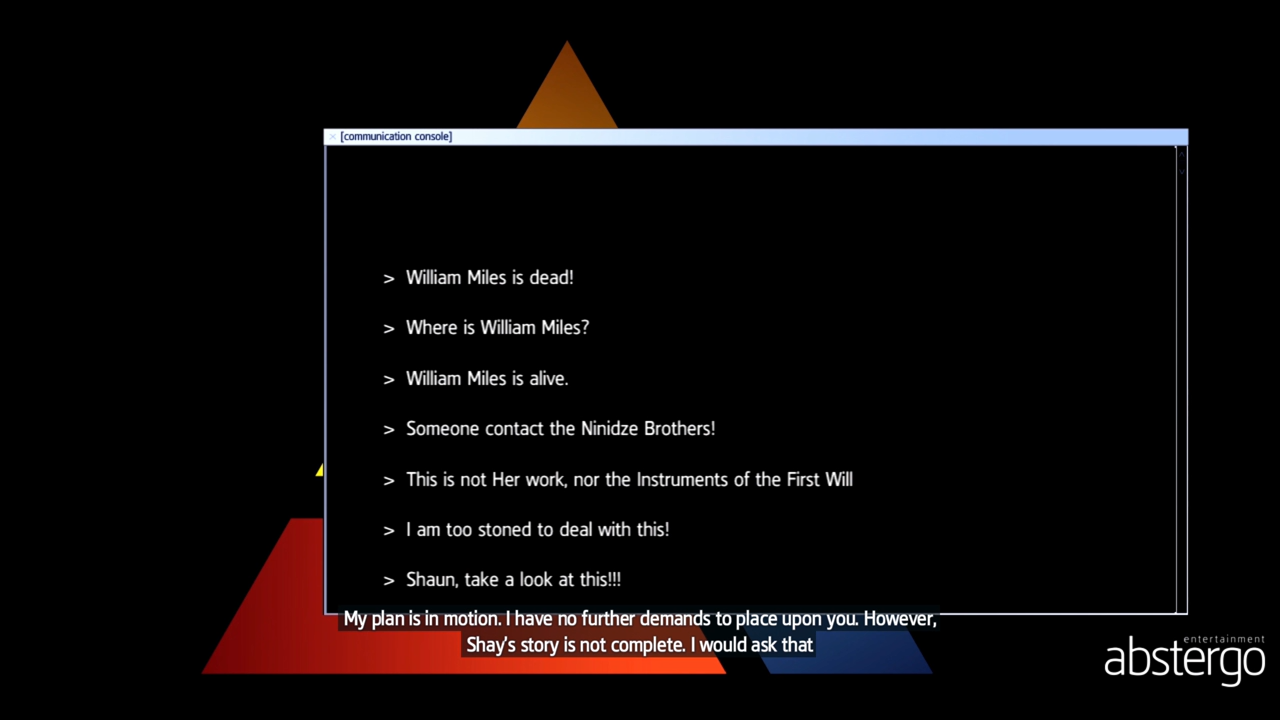 [communication console]
> William Miles is dead!
> Where is William Miles?
> William Miles is alive.
> Someone contact the Ninidze Brothers!
> This is not Her work, nor the Instruments of the First Will
> I am too stoned to deal with this!
> Shaun, take a look at this!!!
My plan is in motion. I have no further demands to place upon you. However,
Shay's story is not complete. I would ask that
entertainment
abstergo